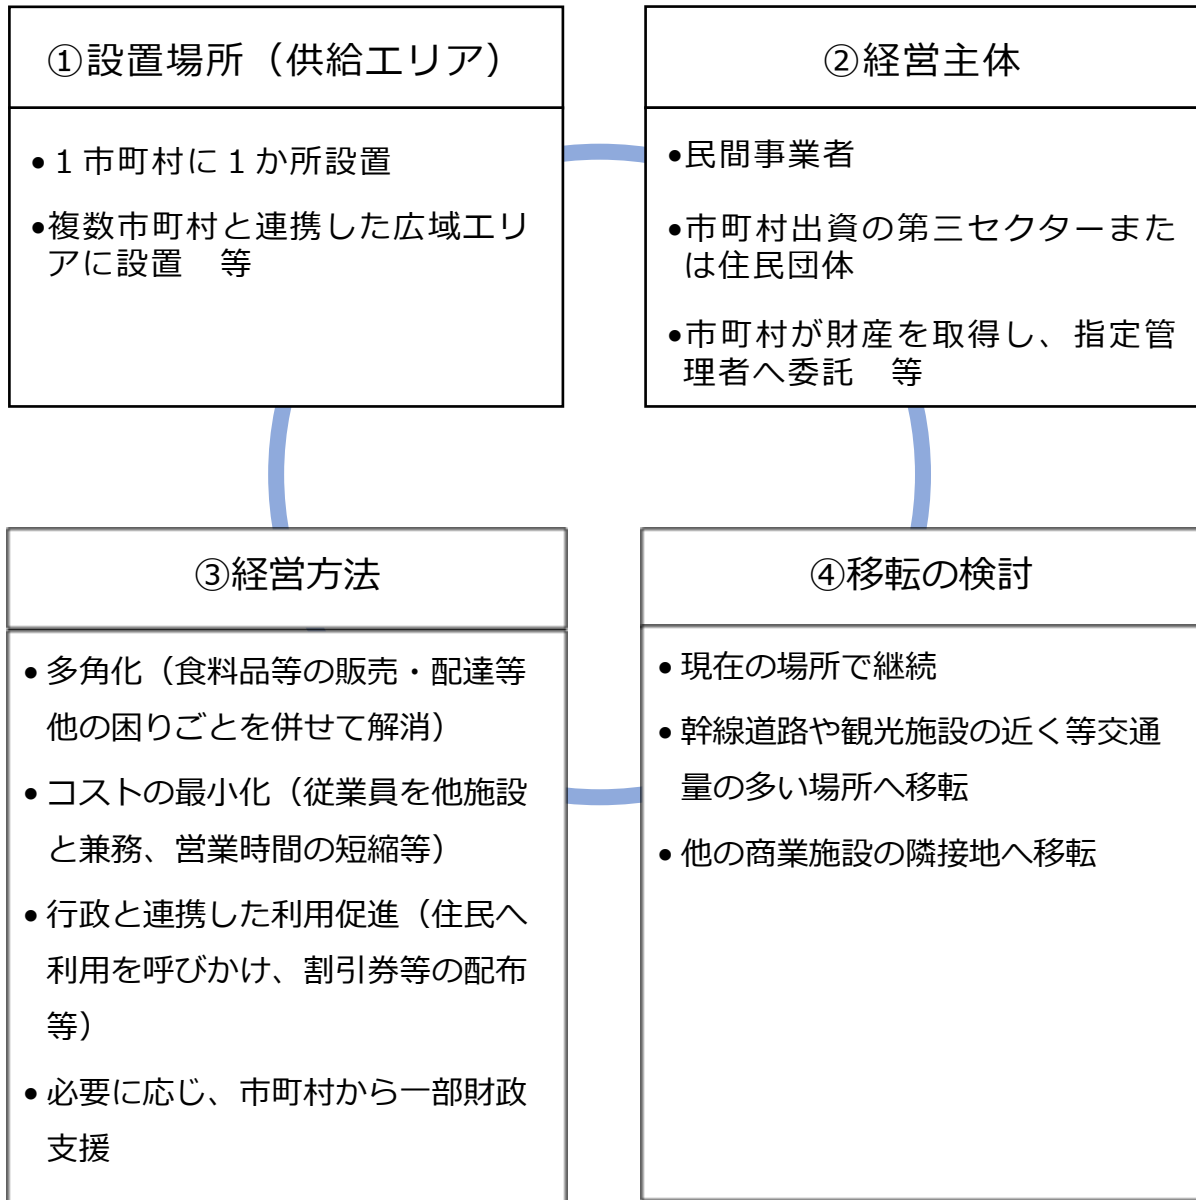 ①設置場所（供給エリア）
•１市町村に１か所設置
•複数市町村と連携した広域エリ
アに設置　等
②経営主体
•民間事業者
•市町村出資の第三セクターまた
は住民団体
•市町村が財産を取得し、指定管
理者へ委託　等
③経営方法
• 多角化（食料品等の販売・配達等
他の困りごとを併せて解消）
• コストの最小化（従業員を他施設
と兼務、営業時間の短縮等）
• 行政と連携した利用促進（住民へ
利用を呼びかけ、割引券等の配布
等）
• 必要に応じ、市町村から一部財政
支援
④移転の検討
• 現在の場所で継続
• 幹線道路や観光施設の近く等交通
量の多い場所へ移転
• 他の商業施設の隣接地へ移転